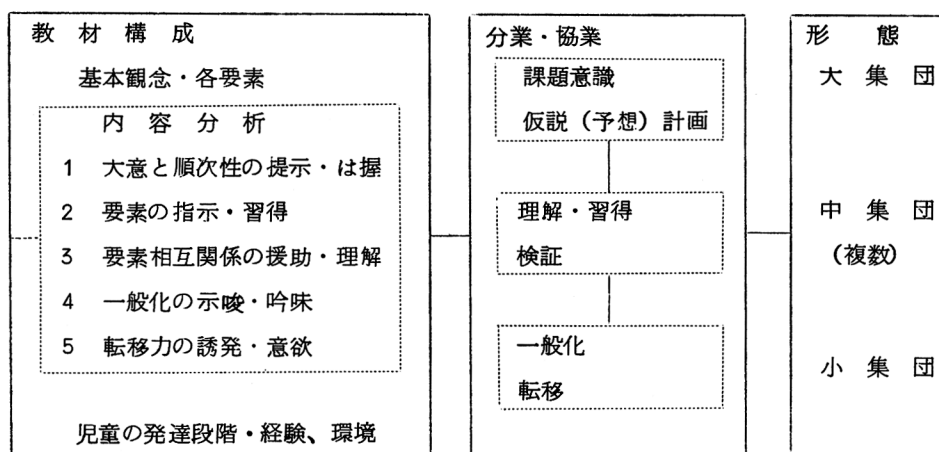 教材構成
基本観念・各要素
内容分析
1 大意と順次性の提示・は握
2 要素の指示・習得
3 要素相互関係の援助・理解
4 一般化の示唆・吟味
5 転移力の誘発・意欲
児童の発達段階・経験、環境
分業・協業
課題意識
仮説（予想）計画
理解・習得
検証
一般化
転移
形態
大集団
中集団
（複数）
小集団